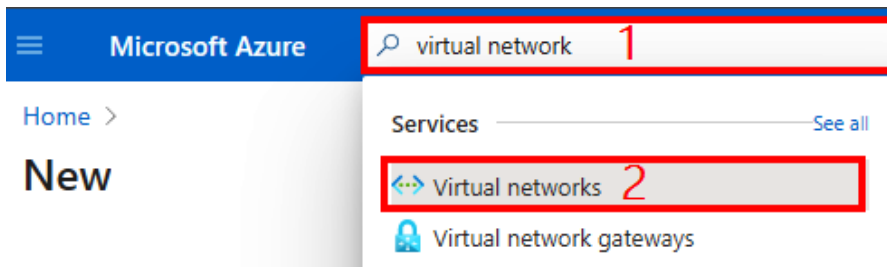 Microsoft Azure
virtual network 1
Home >
New
Services
See all
Virtual networks 2
Virtual network gateways